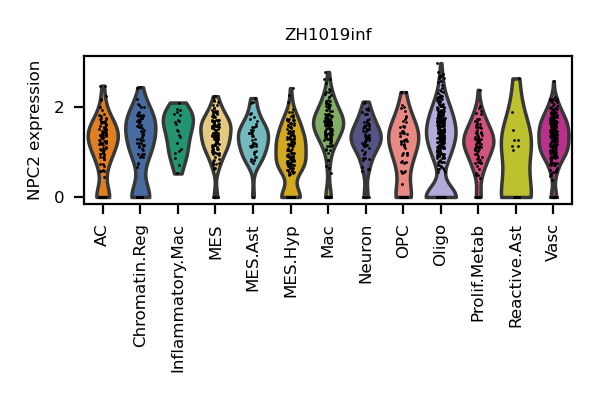 ZH1019inf
NPC2 expression
2
0
AC
Chromatin.Reg
Inflammatory.Mac
MES
MES.Ast
MES.Hyp
Mac
Neuron
OPC
Oligo
Prolif.Metab
Reactive.Ast
Vasc